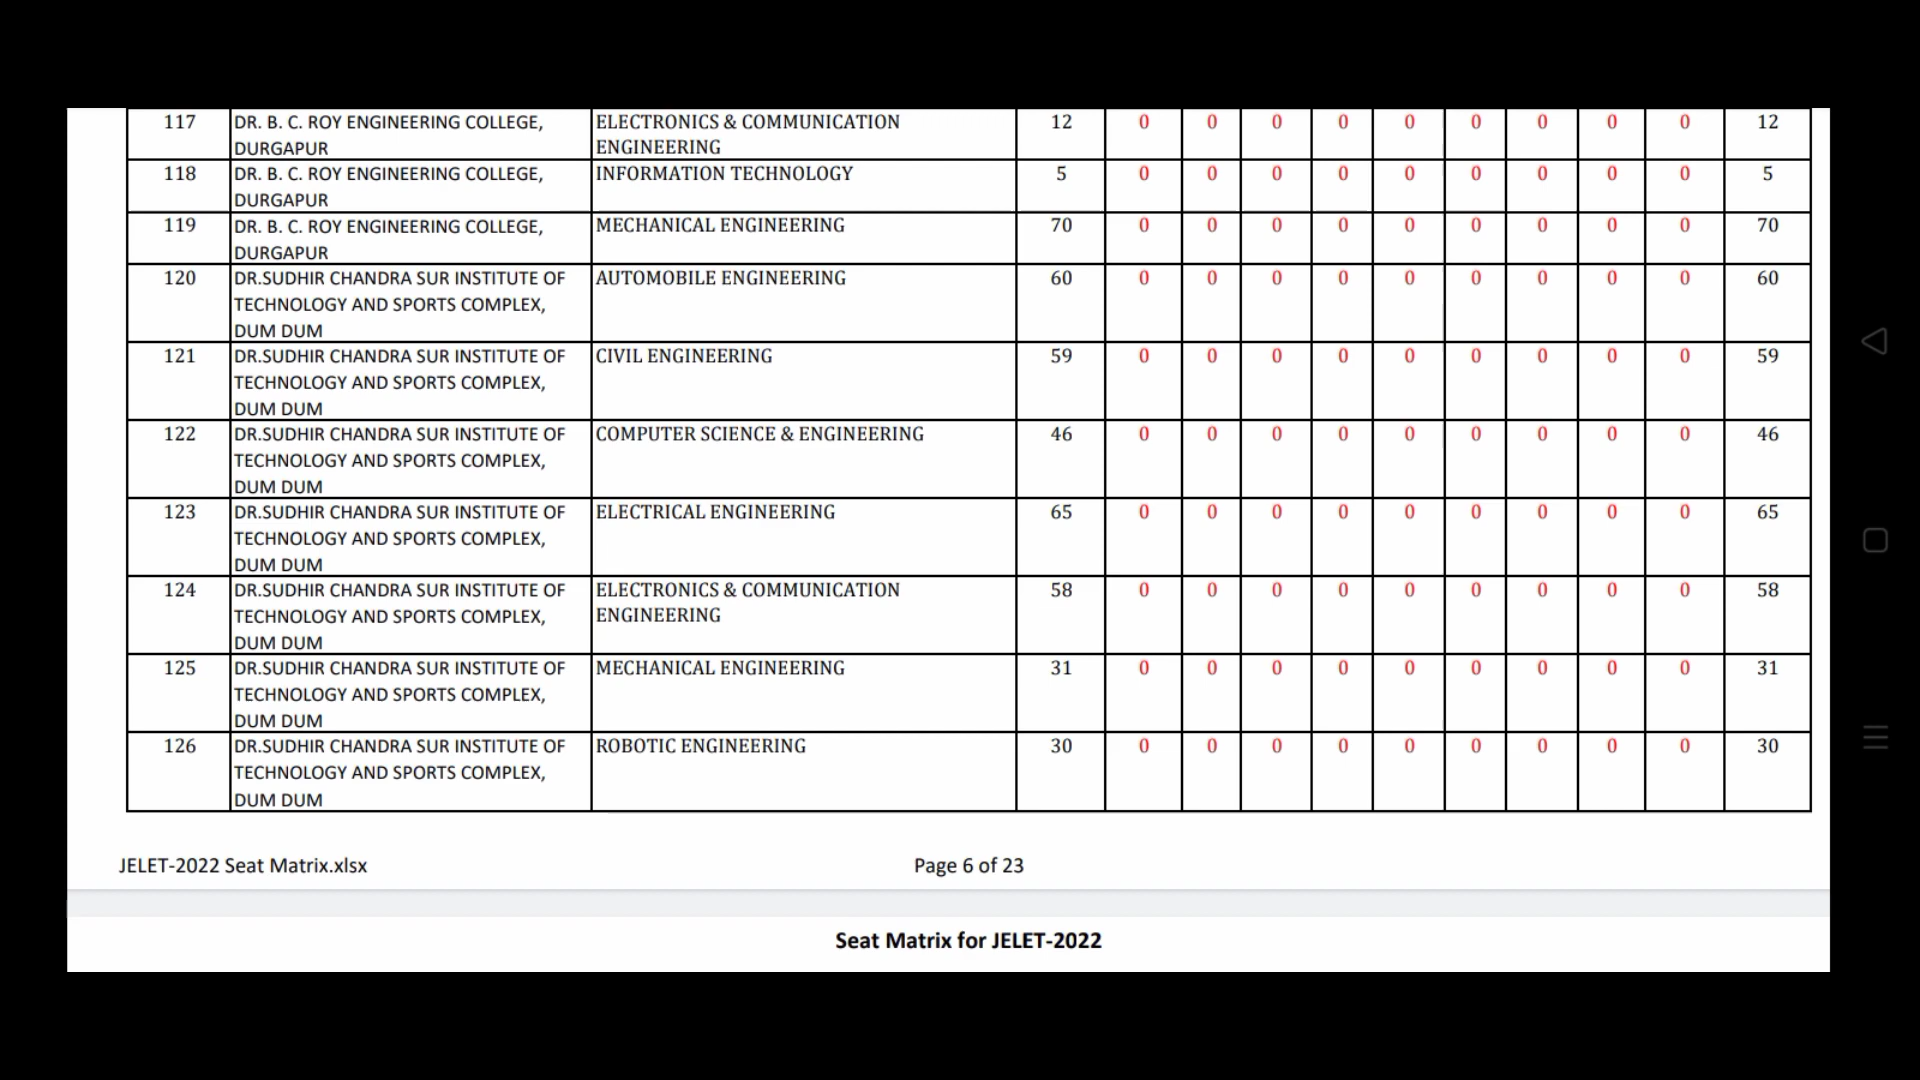 117 DR. B. C. ROY ENGINEERING COLLEGE, ELECTRONICS & COMMUNICATION 12 0 0 0 0 0 0 0 0 0 12
DURGAPUR ENGINEERING
118 DR. B. C. ROY ENGINEERING COLLEGE, INFORMATION TECHNOLOGY 5 0 0 0 0 0 0 0 0 0 5
DURGAPUR
119 DR. B. C. ROY ENGINEERING COLLEGE, MECHANICAL ENGINEERING 70 0 0 0 0 0 0 0 0 0 70
DURGAPUR
120 DR.SUDHIR CHANDRA SUR INSTITUTE OF AUTOMOBILE ENGINEERING 60 0 0 0 0 0 0 0 0 0 60
TECHNOLOGY AND SPORTS COMPLEX,
DUM DUM
121 DR.SUDHIR CHANDRA SUR INSTITUTE OF CIVIL ENGINEERING 59 0 0 0 0 0 0 0 0 0 59
TECHNOLOGY AND SPORTS COMPLEX,
DUM DUM
122 DR.SUDHIR CHANDRA SUR INSTITUTE OF COMPUTER SCIENCE & ENGINEERING 46 0 0 0 0 0 0 0 0 0 46
TECHNOLOGY AND SPORTS COMPLEX,
DUM DUM
123 DR.SUDHIR CHANDRA SUR INSTITUTE OF ELECTRICAL ENGINEERING 65 0 0 0 0 0 0 0 0 0 65
TECHNOLOGY AND SPORTS COMPLEX,
DUM DUM
124 DR.SUDHIR CHANDRA SUR INSTITUTE OF ELECTRONICS & COMMUNICATION 58 0 0 0 0 0 0 0 0 0 58
TECHNOLOGY AND SPORTS COMPLEX, ENGINEERING
DUM DUM
125 DR.SUDHIR CHANDRA SUR INSTITUTE OF MECHANICAL ENGINEERING 31 0 0 0 0 0 0 0 0 0 31
TECHNOLOGY AND SPORTS COMPLEX,
DUM DUM
126 DR.SUDHIR CHANDRA SUR INSTITUTE OF ROBOTIC ENGINEERING 30 0 0 0 0 0 0 0 0 0 30
TECHNOLOGY AND SPORTS COMPLEX,
DUM DUM
JELET-2022 Seat Matrix.xlsx Page 6 of 23
Seat Matrix for JELET-2022